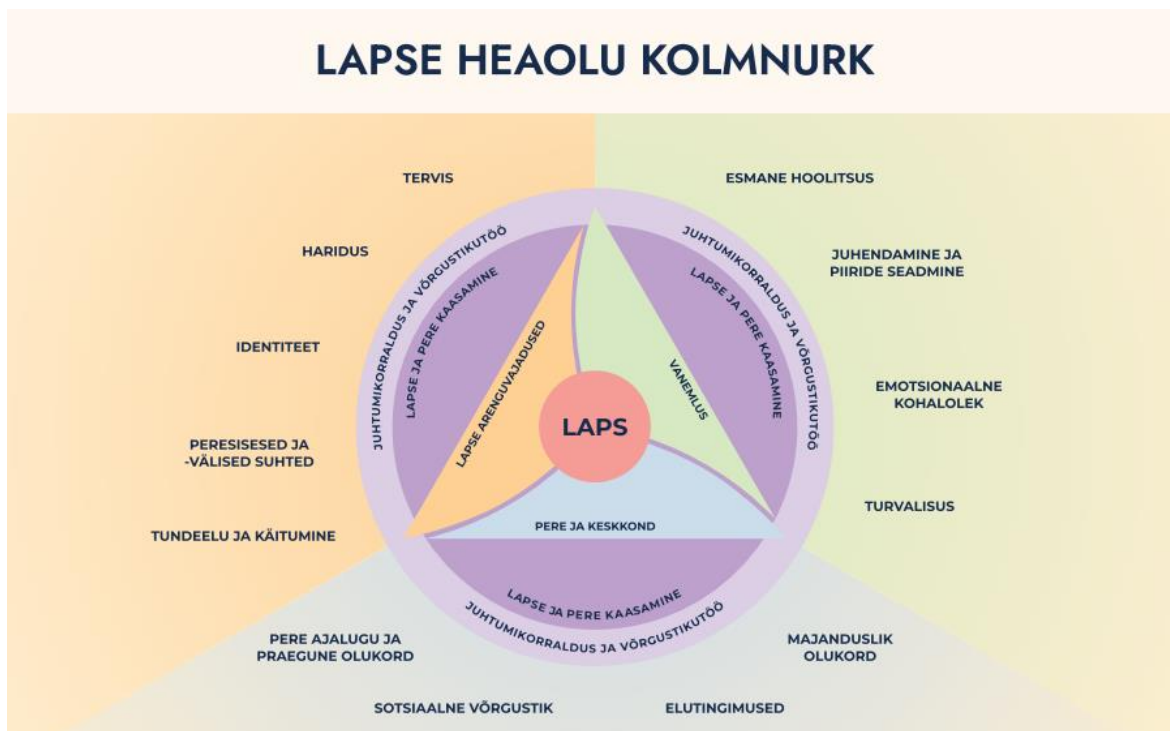 LAPSE HEAOLU KOLMNURK
TERVIS
HARIDUS
IDENTITEET
PERESISESED JA
-VÄLISED SUHTED
TUNDEELU JA KÄITUMINE
ESMANE HOOLITSUS
JUHENDAMINE JA
PIIRIDE SEADMINE
EMOTSIONAALNE
KOHALOLEK
TURVALISUS
JUHTUMIKORRALDUS JA VÕRGUSTIKUTÖÖ
LAPSE JA PERE KAASAMINE
LAPSE ARENGUVAJADUSED
JUHTUMIKORRALDUS JA VÕRGUSTIKUTÖÖ
LAPSE JA PERE KAASAMINE
VANEMLUS
LAPS
PERE JA KESKKOND
LAPSE JA PERE KAASAMINE
JUHTUMIKORRALDUS JA VÕRGUSTIKUTÖÖ
PERE AJALUGU JA
PRAEGUNE OLUKORD
SOTSIAALNE VÕRGUSTIK
ELUTINGIMUSED
MAJANDUSLIK
OLUKORD